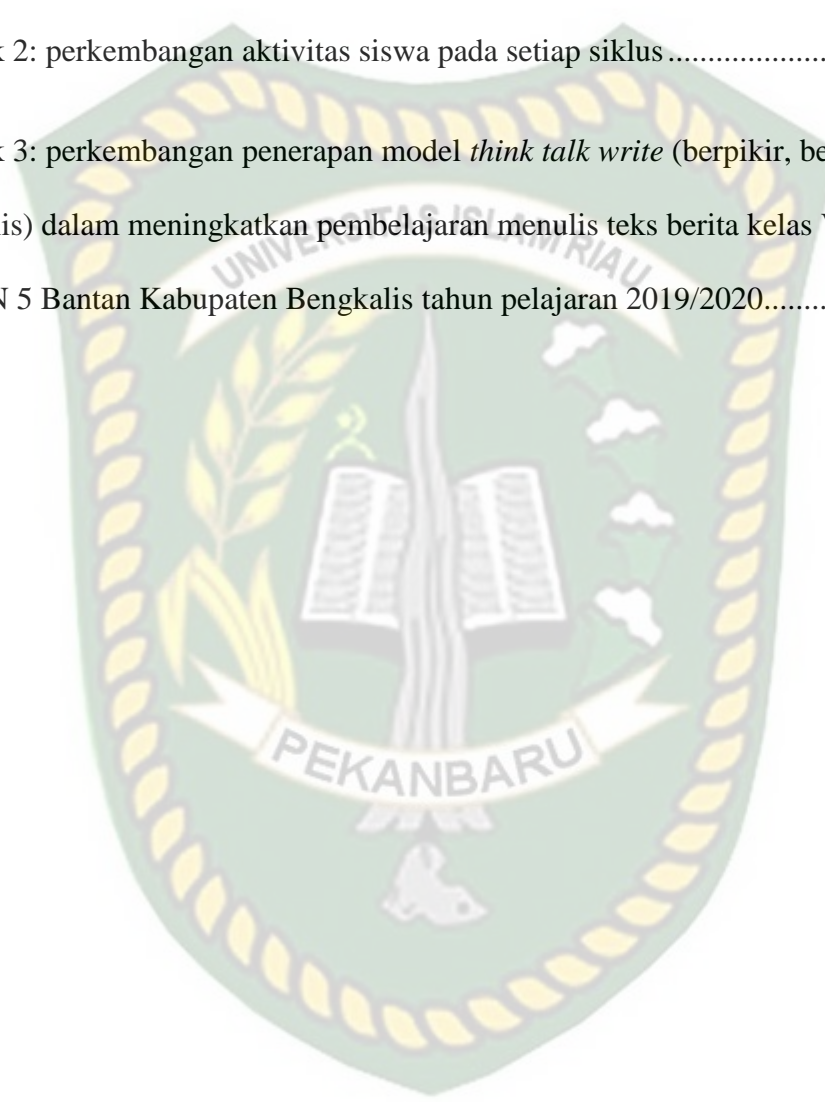 k 2: perkembangan aktivitas siswa pada setiap siklus...................
k 3: perkembangan penerapan model think talk write (berpikir, be
is) dalam meningkatkan pembelajaran menulis teks berita kelas V
N 5 Bantan Kabupaten Bengkalis tahun pelajaran 2019/2020........
UNIVERSITAS ISLAM RIAU
PEKANBARU